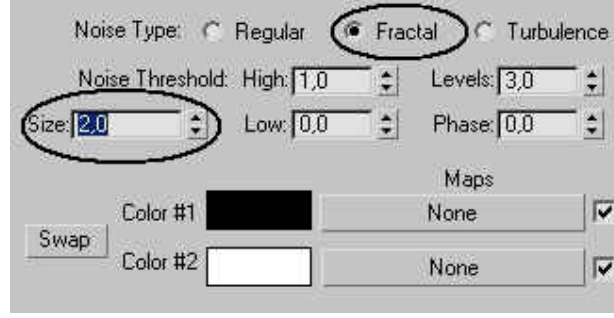 Noise Type: Regular Fractal Turbulence
Noise Threshold: High: 1,0 Levels: 3,0
Size: 2,0 Low: 0,0 Phase: 0,0
Maps
Color #1 None
Swap
Color #2 None